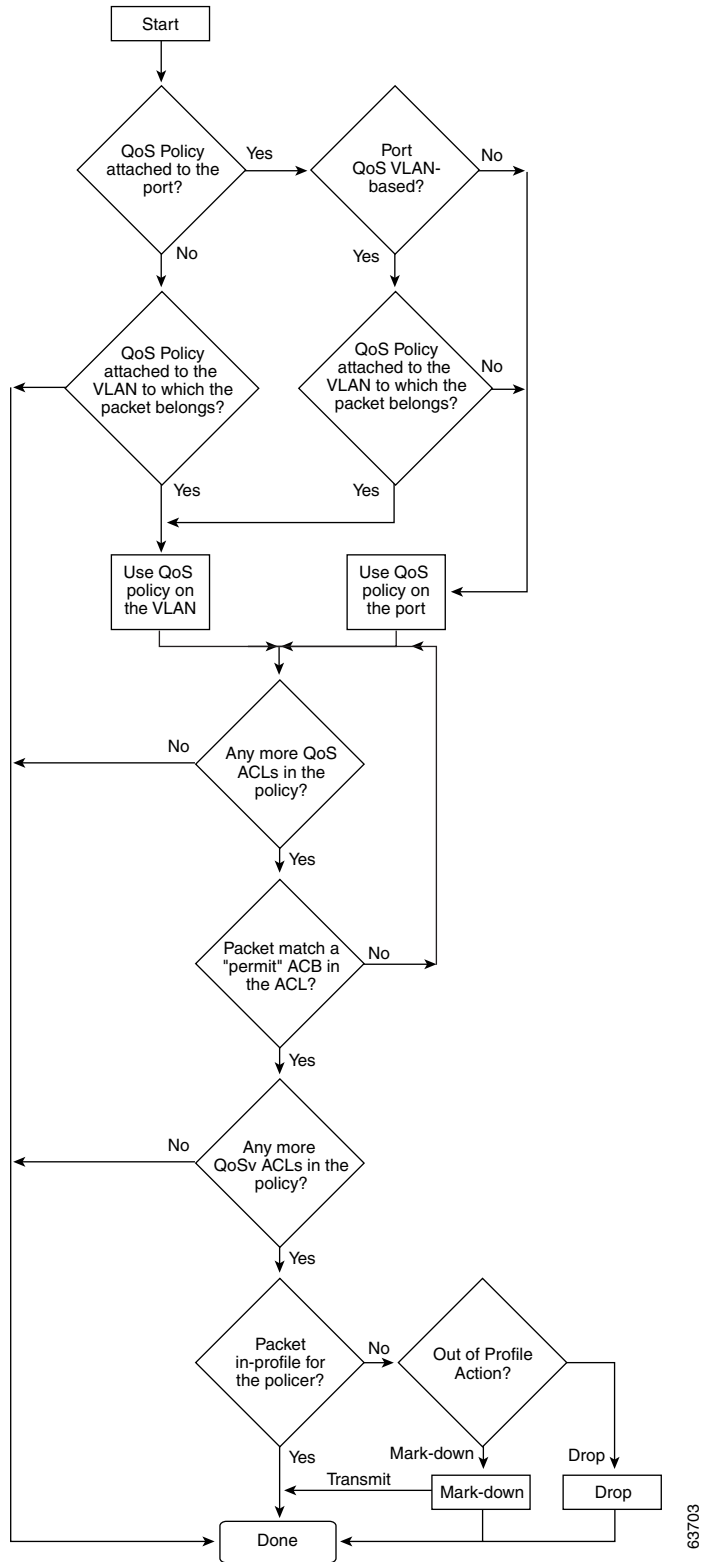 Start
QoS Policy
attached to the
port?
Yes
Port
QoS VLAN-
based?
No
No
Yes
QoS Policy
attached to the
VLAN to which the
packet belongs?
QoS Policy
attached to the
VLAN to which the
packet belongs?
No
Yes
Yes
Use QoS
policy on
the VLAN
Use QoS
policy on
the port
No
Any more QoS
ACLs in the
policy?
Yes
Packet match a
"permit" ACB in
the ACL?
No
Yes
No
Any more
QoSv ACLs in the
policy?
Yes
Packet
in-profile for
the policer?
No
Out of Profile
Action?
Yes
Mark-down
Drop
Transmit
Mark-down
Drop
Done
63703